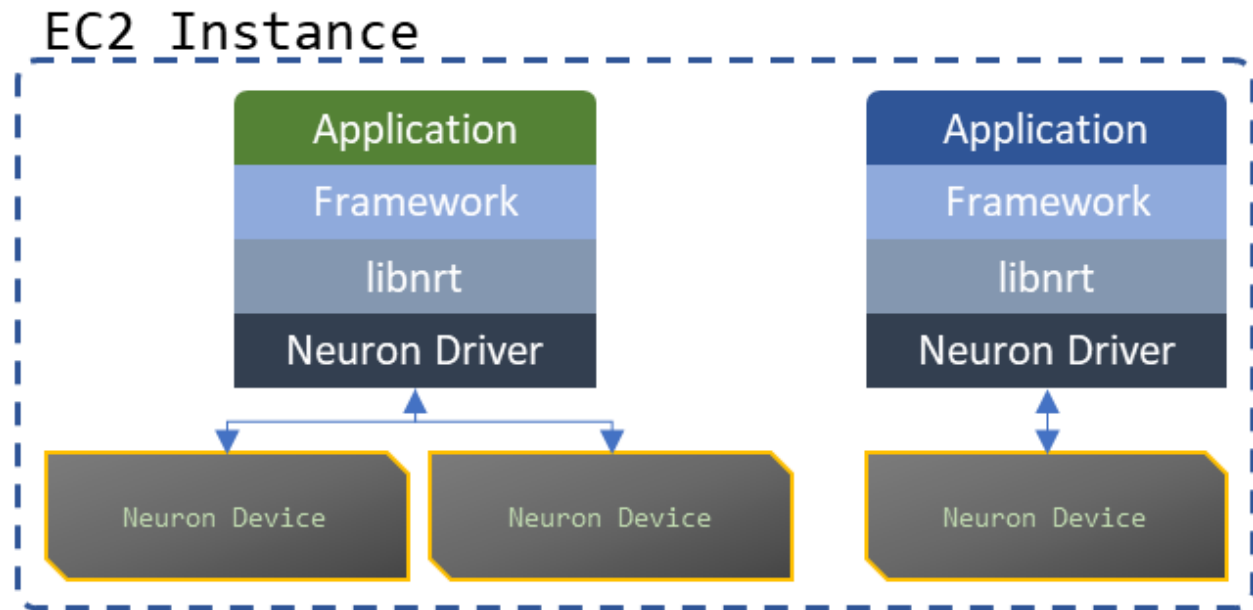 EC2 Instance
Application
Framework
libnrt
Neuron Driver
Neuron Device
Neuron Device
Application
Framework
libnrt
Neuron Driver
Neuron Device